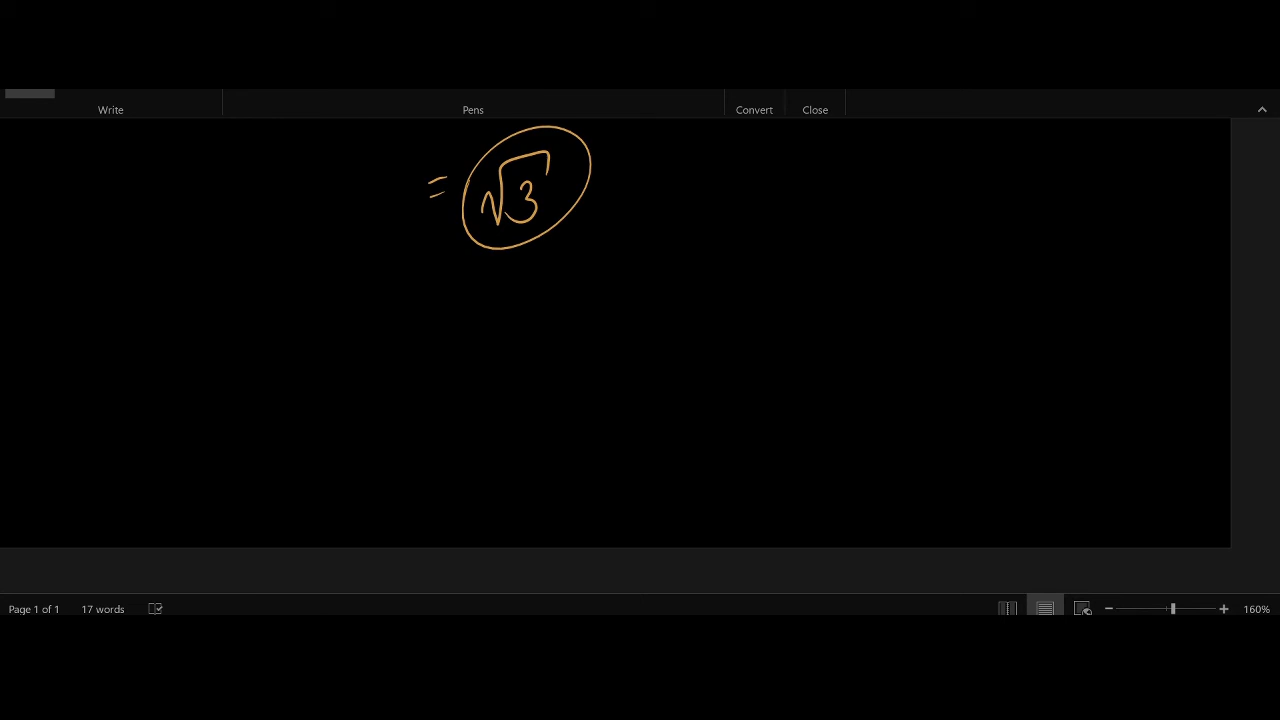 Write Pens Convert Close
= √3
Page 1 of 1 17 words 160%